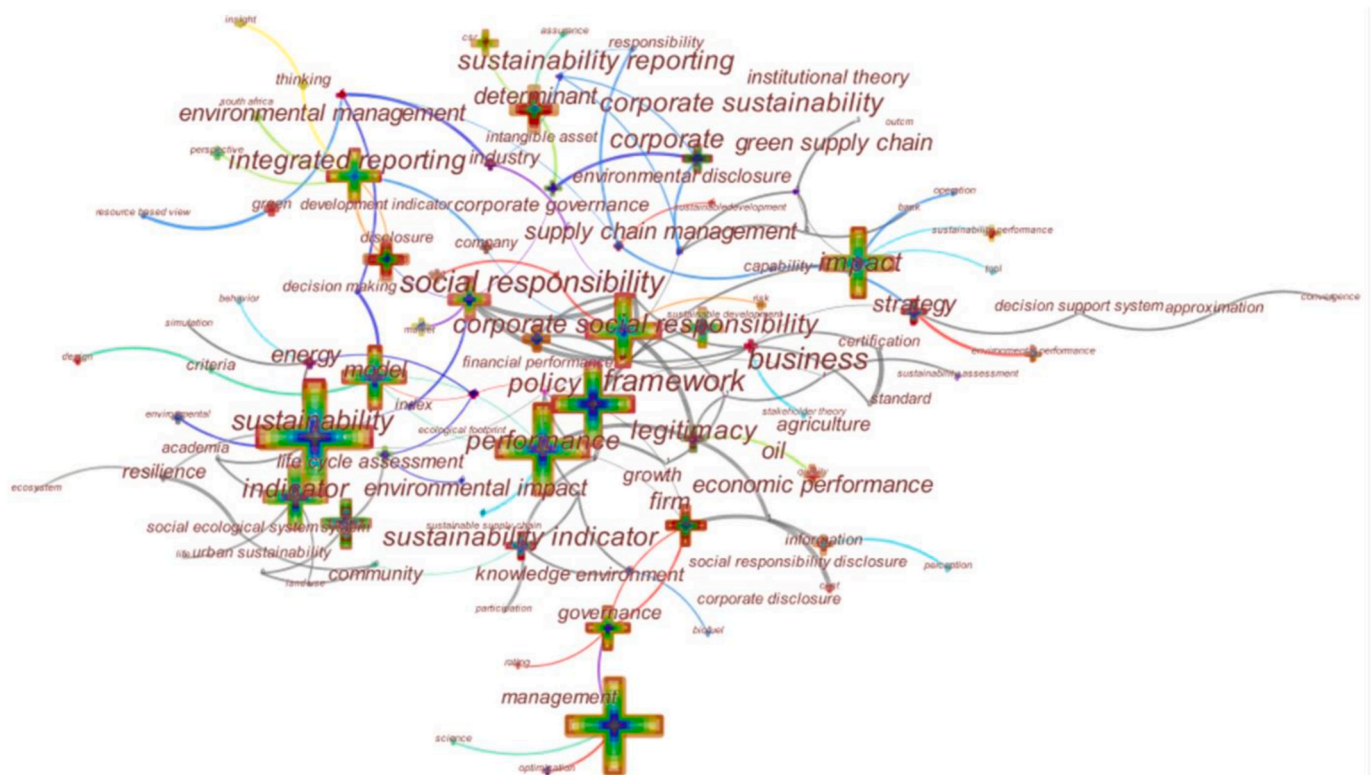 insight
csr
assurance
responsibility
sustainability reporting
thinking
institutional theory
south africa
environmental management
determinant
corporate sustainability
intangible asset
corporate
green supply chain
outcm
perspective
integrated reporting
industry
environmental disclosure
resource based view
green
development indicator
corporate governance
sustainabledevelopment
operation
disclosure
company
supply chain management
bank
sustainability performance
capability
impact
tool
decision making
social responsibility
behavior
risk
strategy
decision support system
approximation
convergence
simulation
market
corporate social responsibility
sustainable development
certification
design
criteria
energy
model
financial performance
business
environmental performance
sustainability assessment
policy
framework
index
standard
environmental
sustainability
ecological footprint
stakeholder theory
agriculture
academia
performance
legitimacy
oil
resilience
life cycle assessment
growth
quality
ecosystem
indicator
environmental impact
firm
economic performance
social ecological system
system
sustainable supply chain
sustainability indicator
information
life
urban sustainability
social responsibility disclosure
perception
landuse
community
knowledge
environment
cost
corporate disclosure
participation
governance
biofuel
rating
management
science
optimization